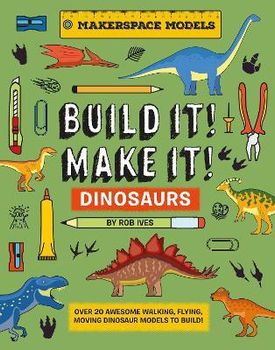 MAKERSPACE MODELS
BUILD IT!
MAKE IT!
DINOSAURS
BY ROB IVES
OVER 20 AWESOME WALKING, FLYING,
MOVING DINOSAUR MODELS TO BUILD!